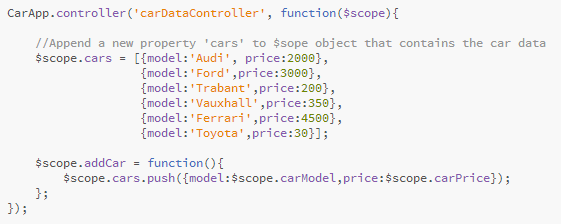 CarApp.controller('carDataController', function($scope){
//Append a new property 'cars' to $sope object that contains the car data
$scope.cars = [{model:'Audi', price:2000},
{model:'Ford',price:3000},
{model:'Trabant',price:200},
{model:'Vauxhall',price:350},
{model:'Ferrari',price:4500},
{model:'Toyota',price:30}];
$scope.addCar = function(){
$scope.cars.push({model:$scope.carModel,price:$scope.carPrice});
};
});